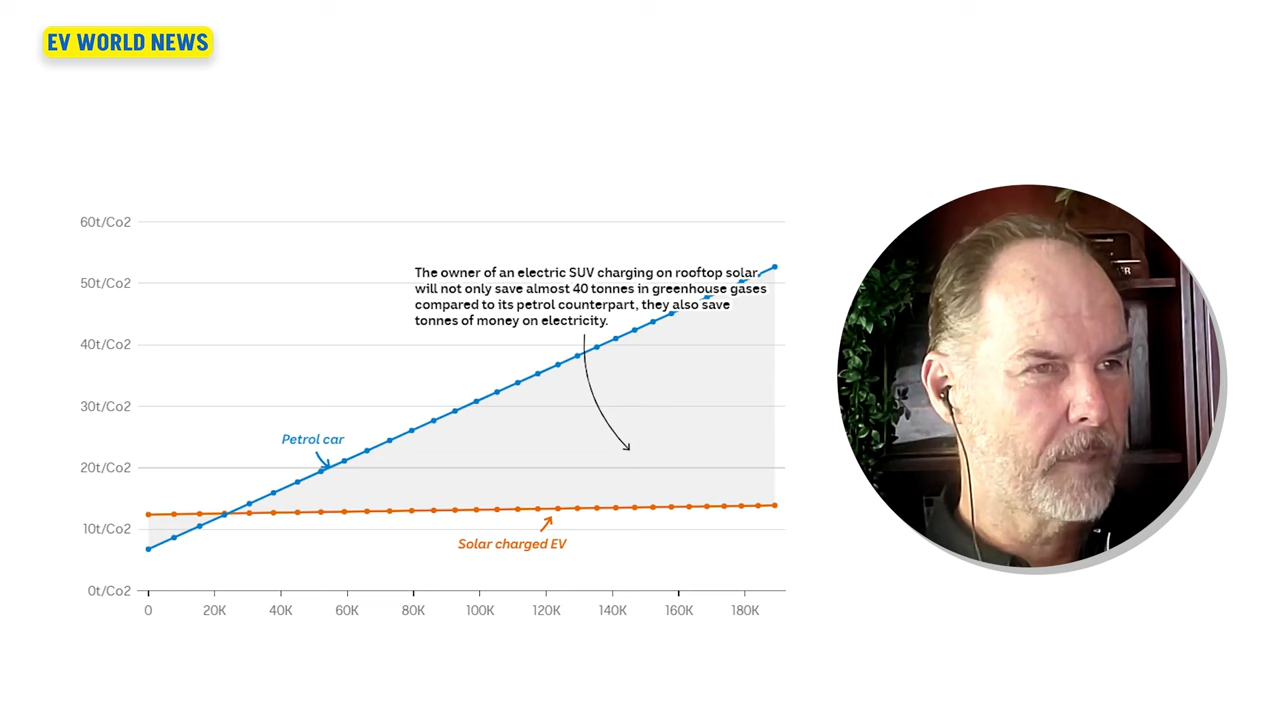 EV WORLD NEWS
60t/Co2
The owner of an electric SUV charging on rooftop solar
will not only save almost 40 tonnes in greenhouse gases
compared to its petrol counterpart, they also save
tonnes of money on electricity.
50t/Co2
40t/Co2
30t/Co2
Petrol car
20t/Co2
10t/Co2
Solar charged EV
0t/Co2
0 20K 40K 60K 80K 100K 120K 140K 160K 180K